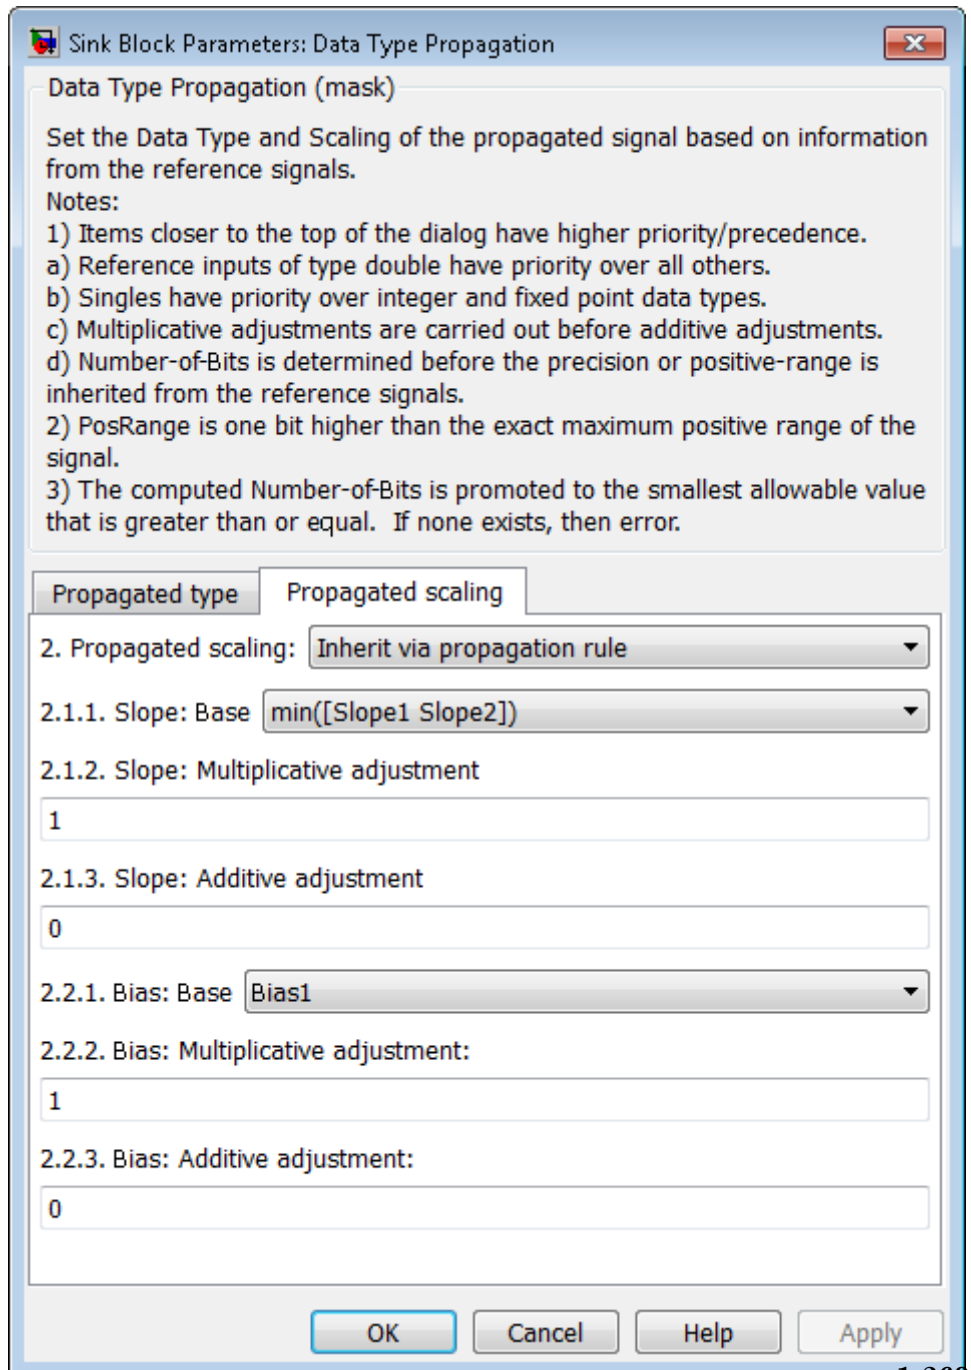 Sink Block Parameters: Data Type Propagation
Data Type Propagation (mask)
Set the Data Type and Scaling of the propagated signal based on information
from the reference signals.
Notes:
1) Items closer to the top of the dialog have higher priority/precedence.
a) Reference inputs of type double have priority over all others.
b) Singles have priority over integer and fixed point data types.
c) Multiplicative adjustments are carried out before additive adjustments.
d) Number-of-Bits is determined before the precision or positive-range is
inherited from the reference signals.
2) PosRange is one bit higher than the exact maximum positive range of the
signal.
3) The computed Number-of-Bits is promoted to the smallest allowable value
that is greater than or equal.  If none exists, then error.
Propagated type Propagated scaling
2. Propagated scaling: Inherit via propagation rule
2.1.1. Slope: Base min([Slope1 Slope2])
2.1.2. Slope: Multiplicative adjustment
1
2.1.3. Slope: Additive adjustment
0
2.2.1. Bias: Base Bias1
2.2.2. Bias: Multiplicative adjustment:
1
2.2.3. Bias: Additive adjustment:
0
OK Cancel Help Apply